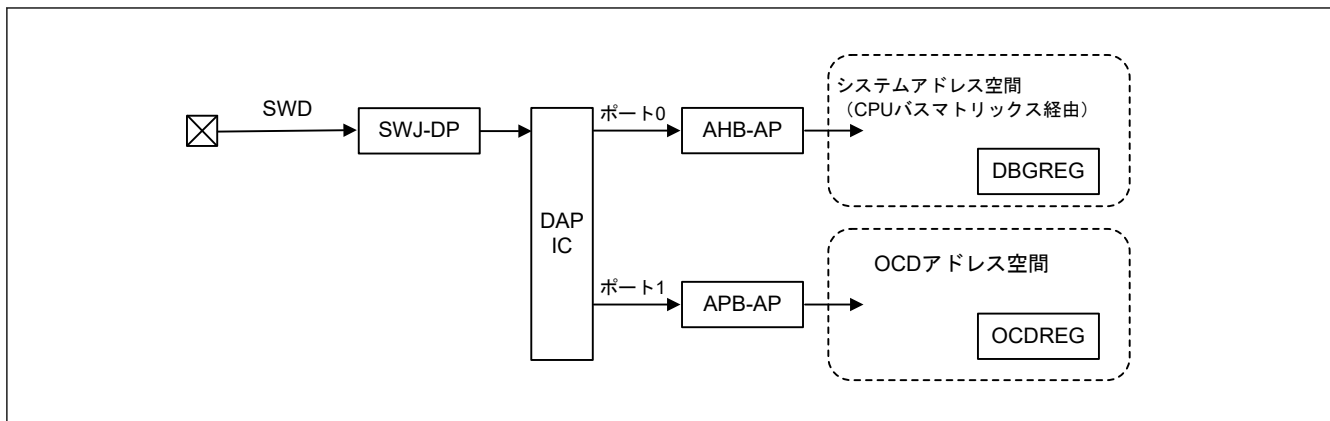 SWD
SWJ-DP
DAP
IC
ポート0
AHB-AP
システムアドレス空間
（CPUバスマトリックス経由）
DBGREG
ポート1
APB-AP
OCDアドレス空間
OCDREG